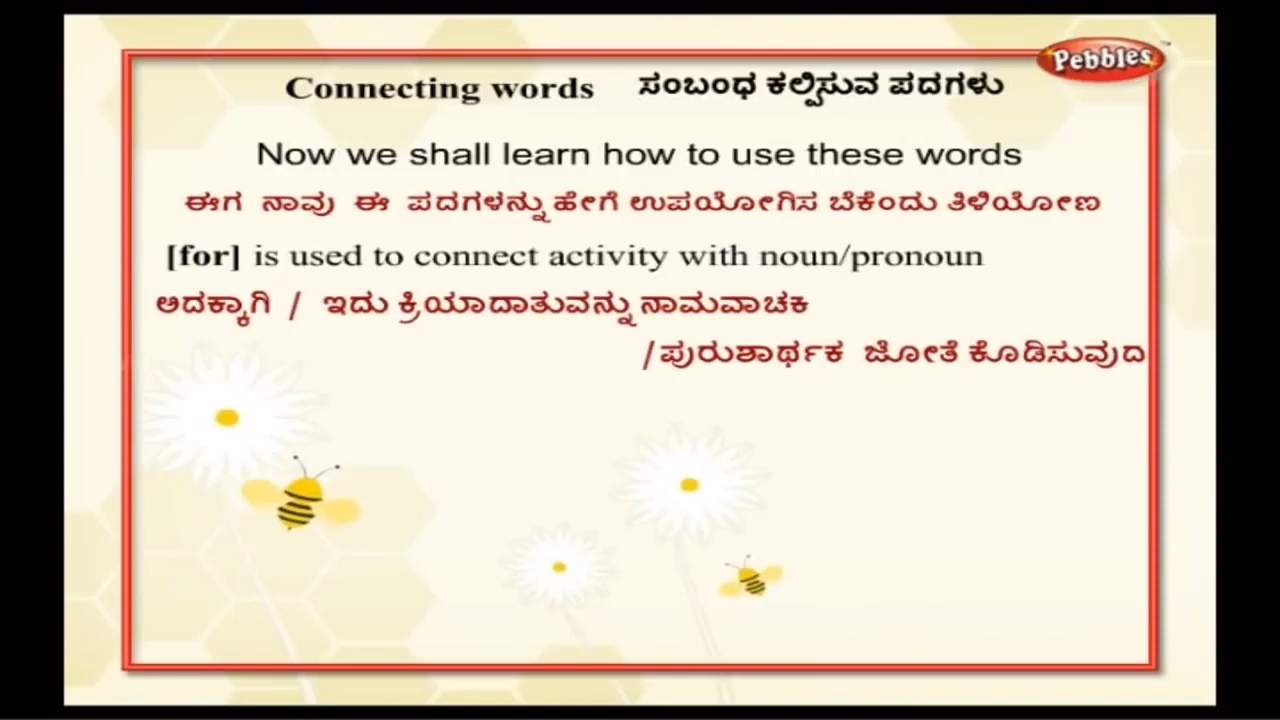 Pebbles™
Connecting words ಸಂಬಂಧ ಕಲ್ಪಿಸುವ ಪದಗಳು
Now we shall learn how to use these words
ಈಗ ನಾವು ಈ ಪದಗಳನ್ನು ಹೇಗೆ ಉಪಯೋಗಿಸ ಬೆಕೆಂದು ತಿಳಿಯೋಣ
[for] is used to connect activity with noun/pronoun
ಅದಕ್ಕಾಗಿ / ಇದು ಕ್ರಿಯಾದಾತುವನ್ನು ನಾಮವಾಚಕ
/ಪುರುಶಾರ್ಥಕ ಜೋತೆ ಕೊಡಿಸುವುದ